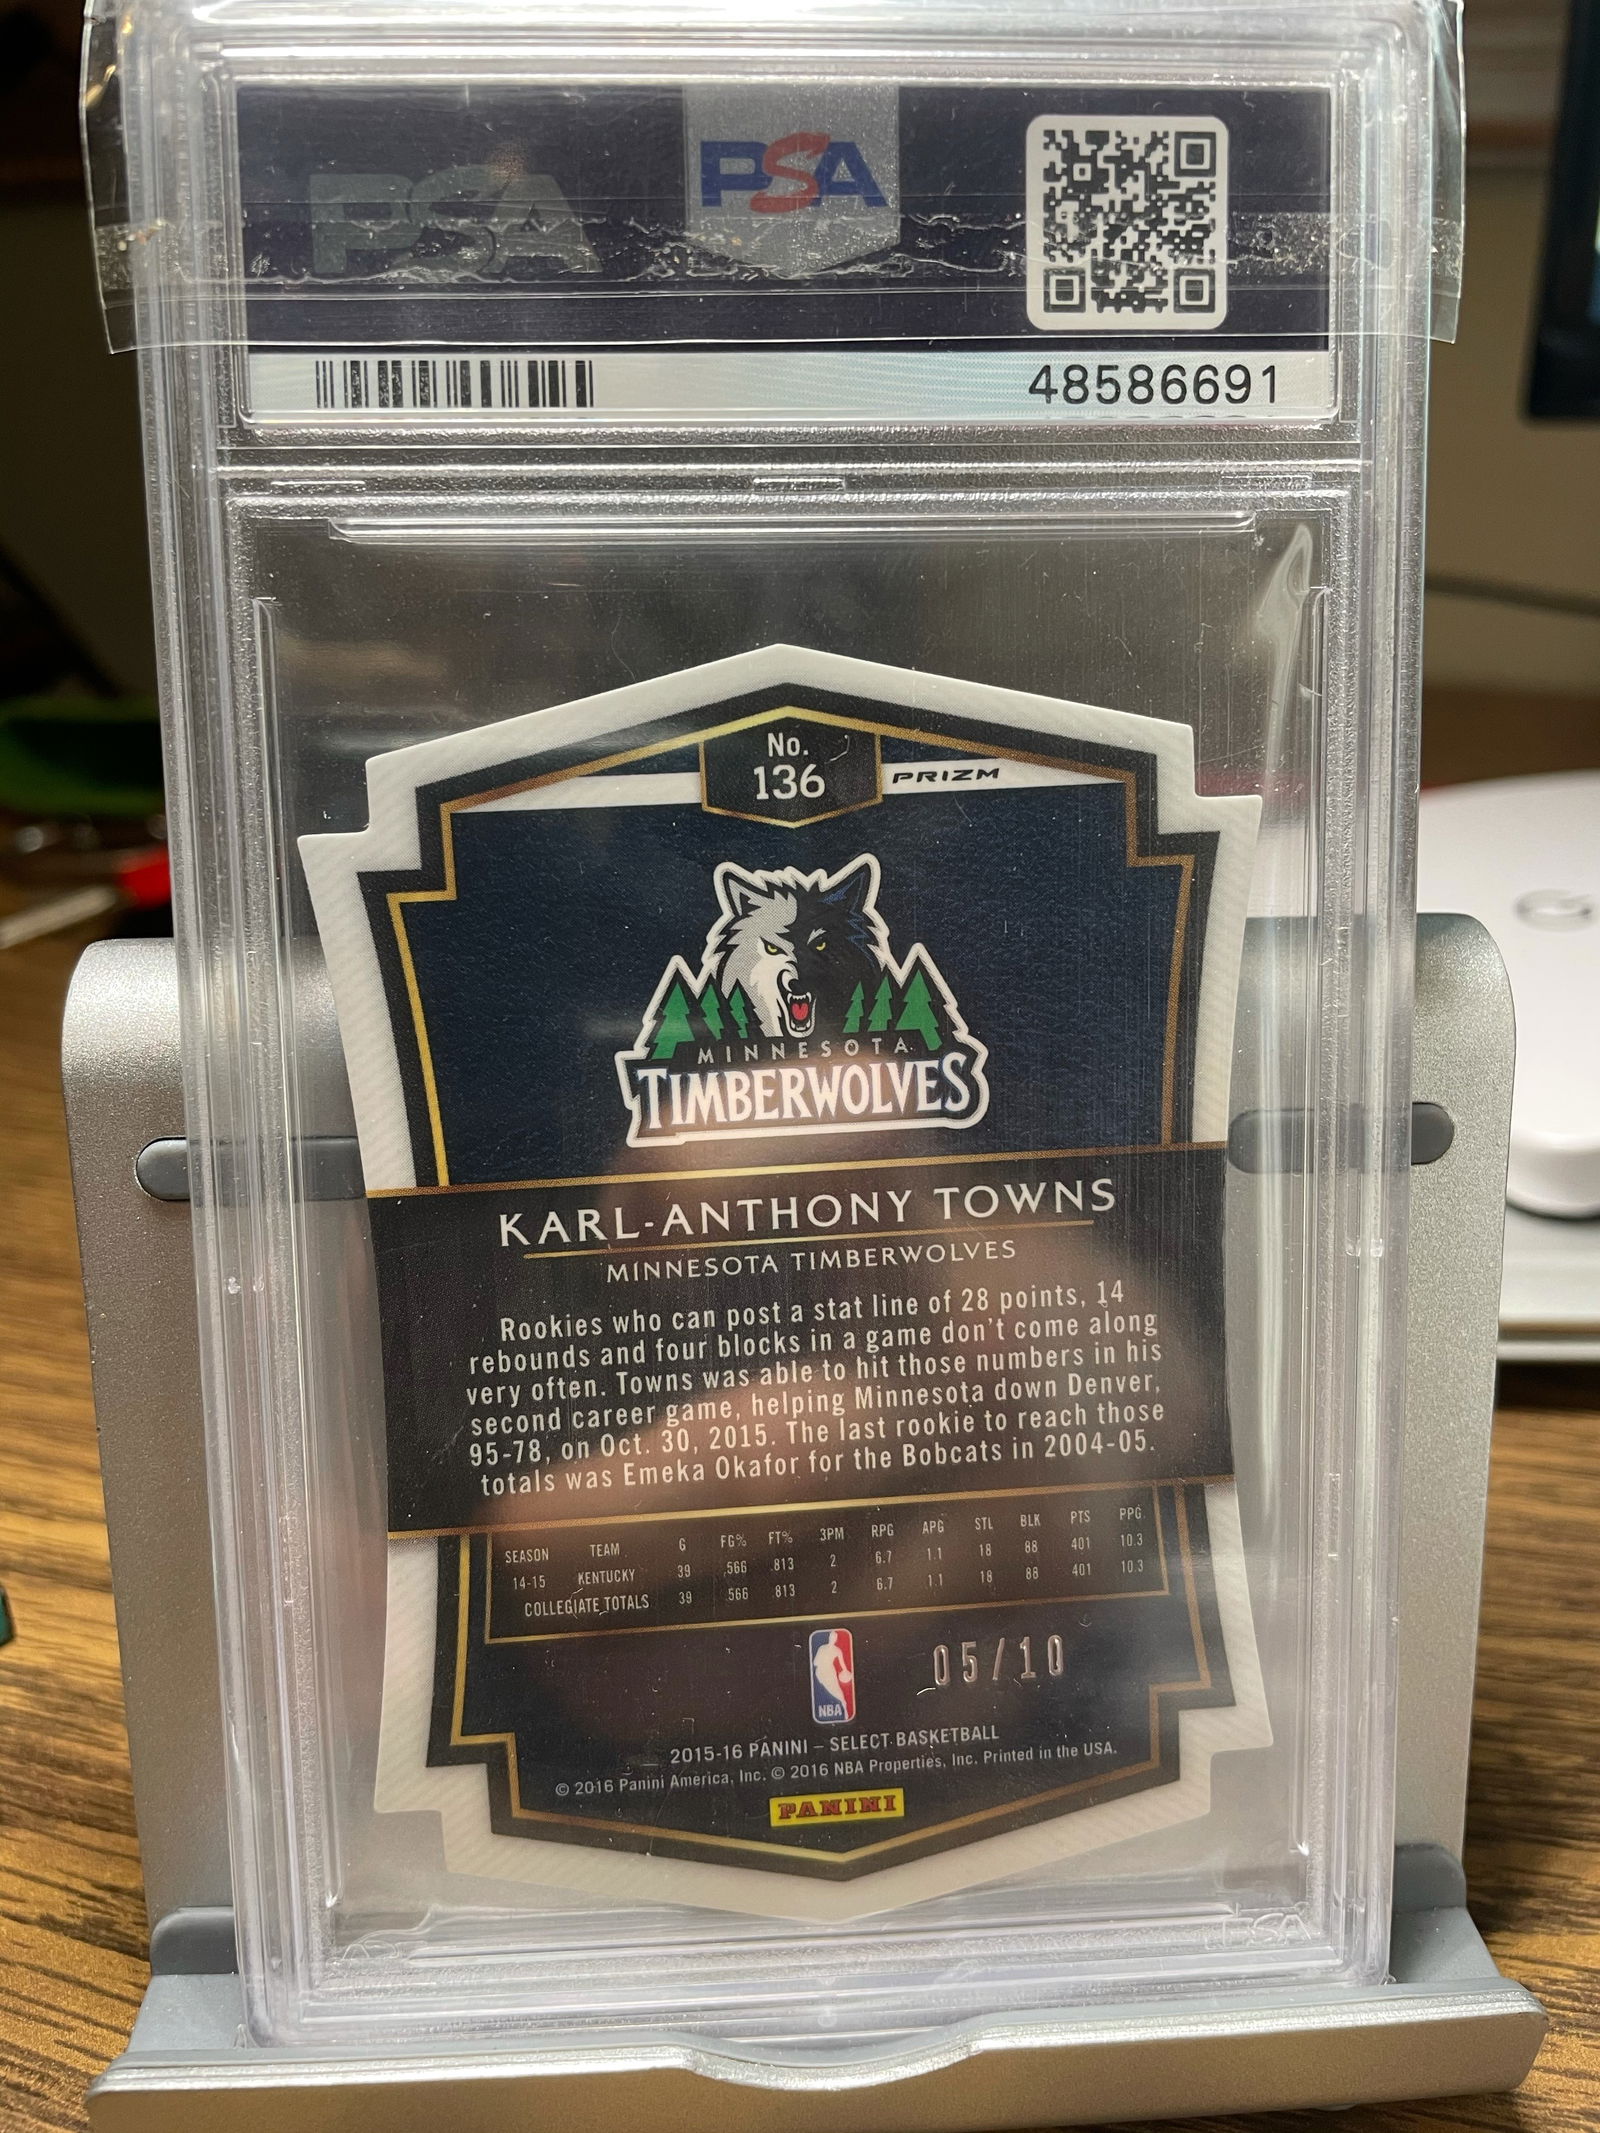 PSA
PSA
48586691
No.
136
PRIZM
MINNESOTA
TIMBERWOLVES
KARL-ANTHONY TOWNS
MINNESOTA TIMBERWOLVES
Rookies who can post a stat line of 28 points, 14
rebounds and four blocks in a game don't come along
very often. Towns was able to hit those numbers in his
second career game, helping Minnesota down Denver,
95-78, on Oct. 30, 2015. The last rookie to reach those
totals was Emeka Okafor for the Bobcats in 2004-05.
SEASON TEAM G FG% FT% 3PM RPG APG STL BLK PTS PPG
14-15 KENTUCKY 39 .566 .813 2 6.7 1.1 18 88 401 10.3
COLLEGIATE TOTALS 39 .566 .813 2 6.7 1.1 18 88 401 10.3
NBA
05/10
2015-16 PANINI – SELECT BASKETBALL
© 2016 Panini America, Inc. © 2016 NBA Properties, Inc. Printed in the USA.
PANINI
PSA